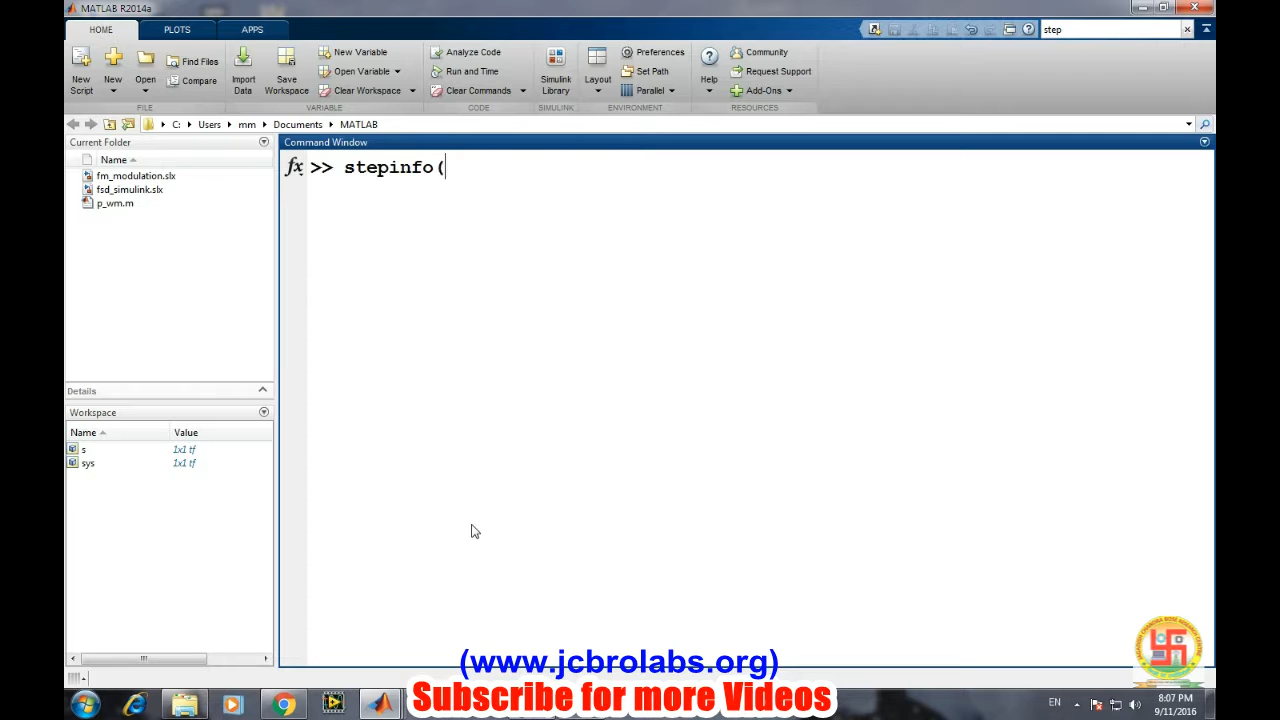 MATLAB R2014a
HOME
PLOTS
APPS
step
New Script
New
Open
Find Files
Compare
FILE
Import Data
Save Workspace
New Variable
Open Variable
Clear Workspace
VARIABLE
Analyze Code
Run and Time
Clear Commands
CODE
Simulink Library
SIMULINK
Layout
Preferences
Set Path
Parallel
ENVIRONMENT
Help
Community
Request Support
Add-Ons
RESOURCES
C: Users mm Documents MATLAB
Current Folder
Name
fm_modulation.slx
fsd_simulink.slx
p_wm.m
Details
Workspace
Name Value
s 1x1 tf
sys 1x1 tf
Command Window
fx >> stepinfo(
(www.jcbrolabs.org)
Subscribe for more Videos
EN
8:07 PM
9/11/2016